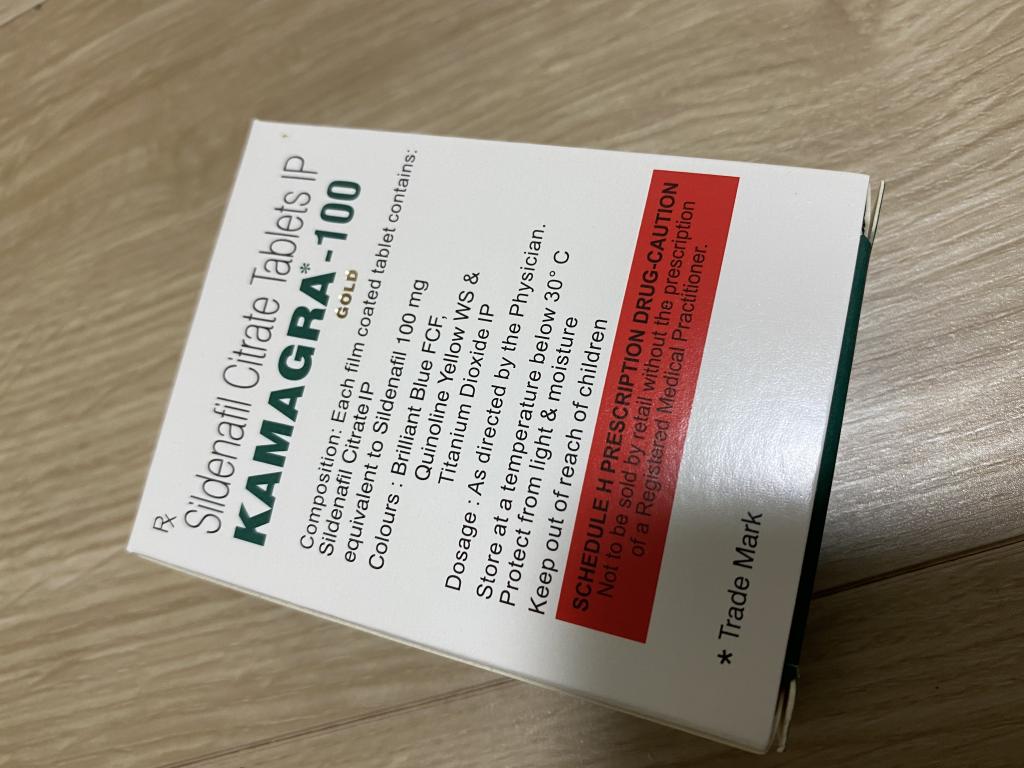 Rx
Sildenafil Citrate Tablets IP
KAMAGRA*-100
GOLD
Composition: Each film coated tablet contains:
Sildenafil Citrate IP
equivalent to Sildenafil 100 mg
Colours : Brilliant Blue FCF,
Quinoline Yellow WS &
Titanium Dioxide IP
Dosage : As directed by the Physician.
Store at a temperature below 30° C
Protect from light & moisture
Keep out of reach of children
SCHEDULE H PRESCRIPTION DRUG-CAUTION
Not to be sold by retail without the prescription
of a Registered Medical Practitioner.
* Trade Mark